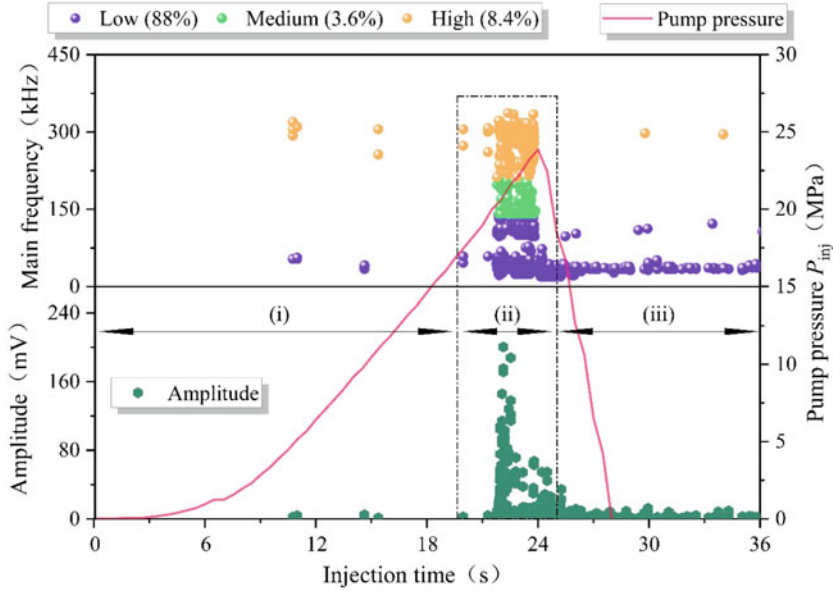 Low (88%) Medium (3.6%) High (8.4%) Pump pressure
450 30
300 25
150 20
0 15
240
160 10
80 5
0 0
Main frequency (kHz)
Amplitude (mV)
Pump pressure P_inj (MPa)
(i) (ii) (iii)
Amplitude
0 6 12 18 24 30 36
Injection time (s)